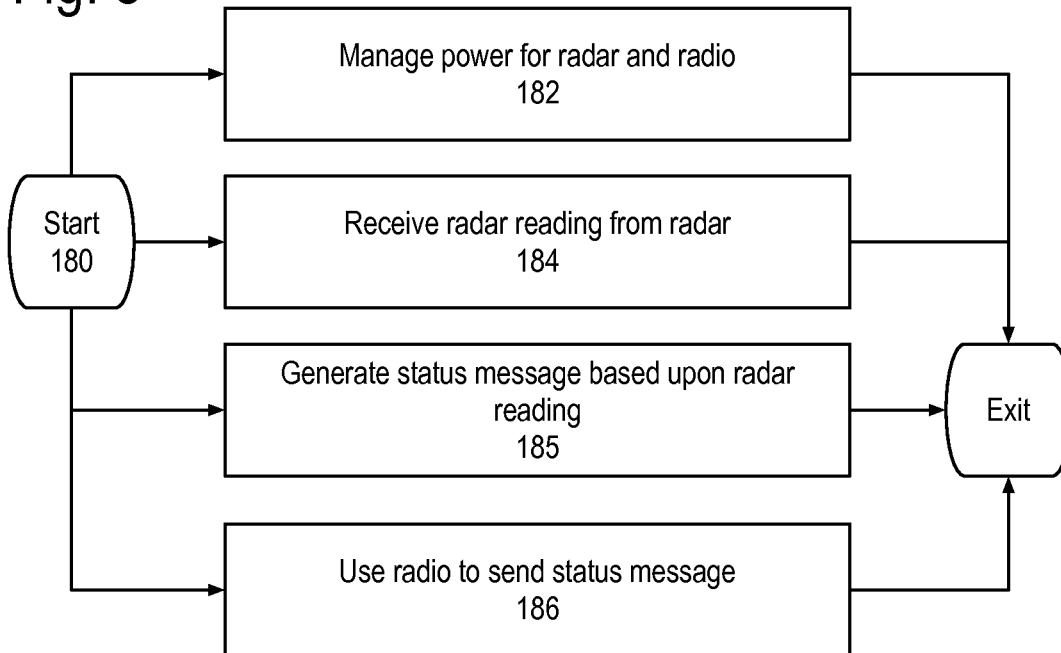 Manage power for radar and radio
182
Start
180
Receive radar reading from radar
184
Generate status message based upon radar
reading
185
Exit
Use radio to send status message
186